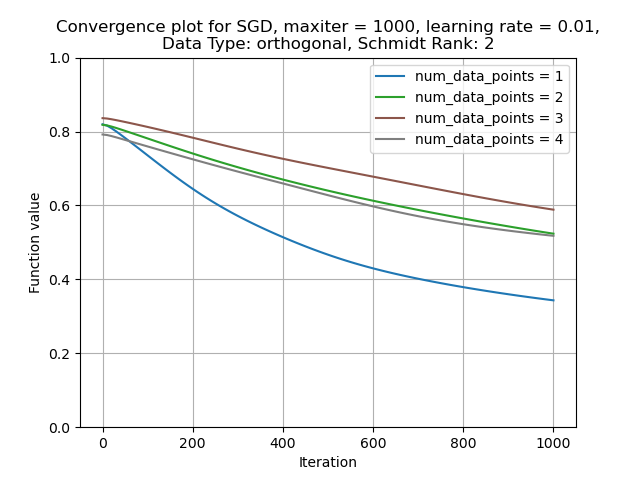 Convergence plot for SGD, maxiter = 1000, learning rate = 0.01,
Data Type: orthogonal, Schmidt Rank: 2
num_data_points = 1
num_data_points = 2
num_data_points = 3
num_data_points = 4
1.0
0.8
0.6
0.4
0.2
0.0
Function value
0 200 400 600 800 1000
Iteration